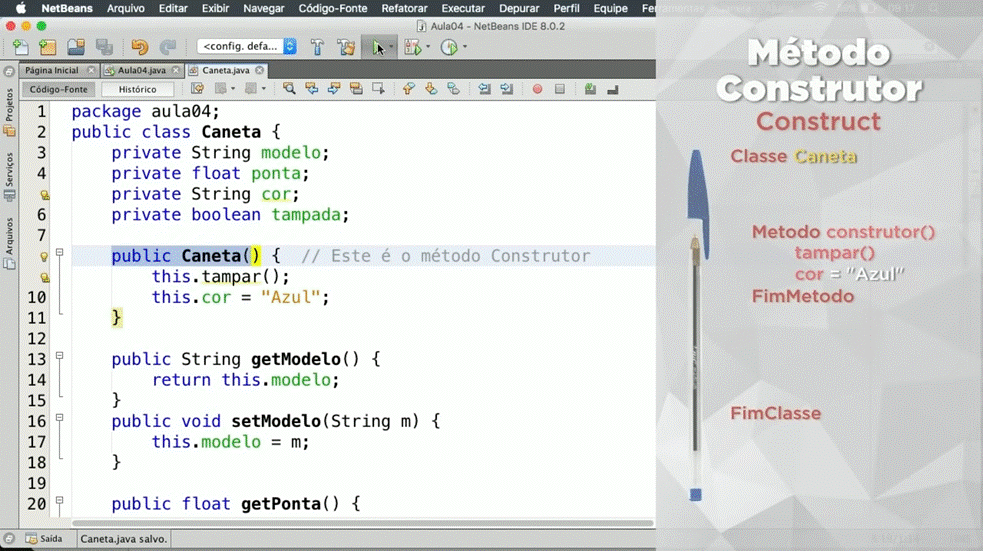 NetBeans Arquivo Editar Exibir Navegar Código-Fonte Refatorar Executar Depurar Perfil Equipe
Aula04 - NetBeans IDE 8.0.2
<config. defa...
Página Inicial Aula04.java Caneta.java
Código-Fonte Histórico
Projetos
Serviços
Arquivos
1 package aula04;
2 public class Caneta {
3 private String modelo;
4 private float ponta;
private String cor;
6 private boolean tampada;
7
public Caneta() { // Este é o método Construtor
this.tampar();
10 this.cor = "Azul";
11 }
12
13 public String getModelo() {
14 return this.modelo;
15 }
16 public void setModelo(String m) {
17 this.modelo = m;
18 }
19
20 public float getPonta() {
Saída Caneta.java salvo.
Método
Construtor
Construct
Classe Caneta
Metodo construtor()
tampar()
cor = "Azul"
FimMetodo
FimClasse